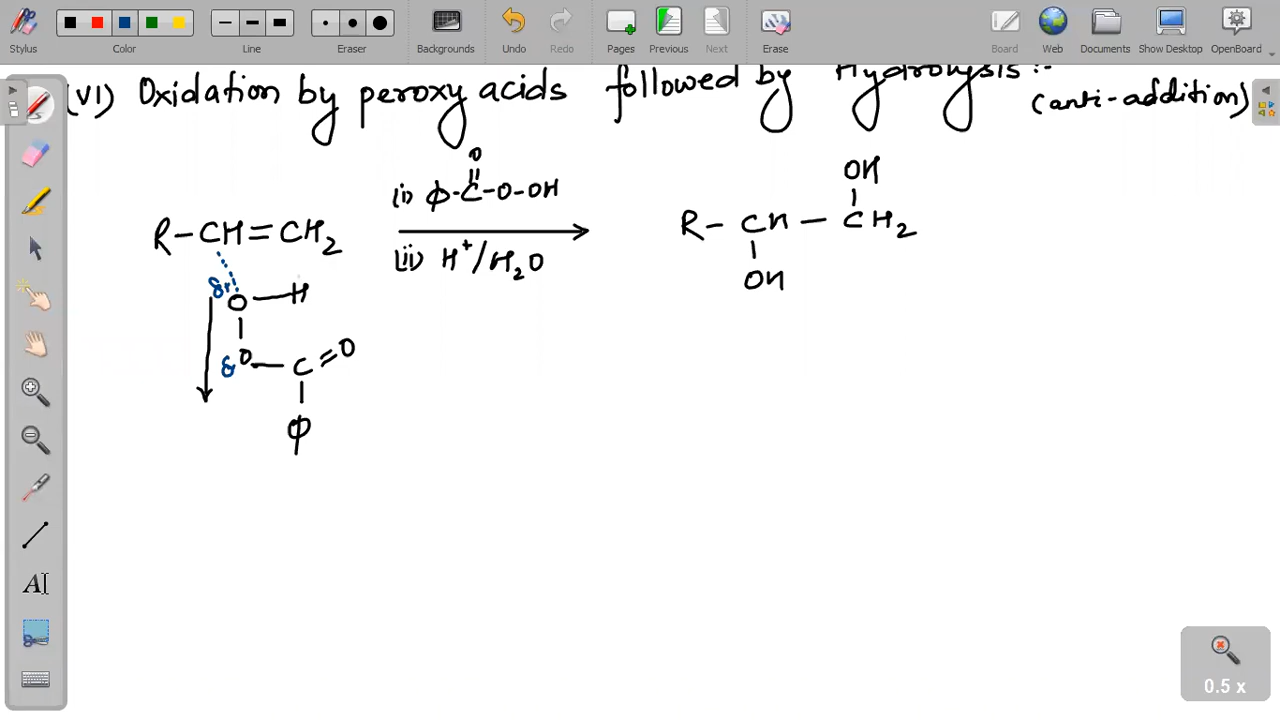 Stylus Color Line Eraser Backgrounds Undo Redo Pages Previous Next Erase Board Web Documents Show Desktop OpenBoard
(VI) Oxidation by peroxy acids followed by Hydrolysis :-
(anti-addition)
O
OH
(i) ϕ-C-O-OH
R-CH=CH2
R-CH-CH2
(ii) H+/H2O
OH
δ+
O-H
δ-
O-C=O
ϕ
AI
0.5 x